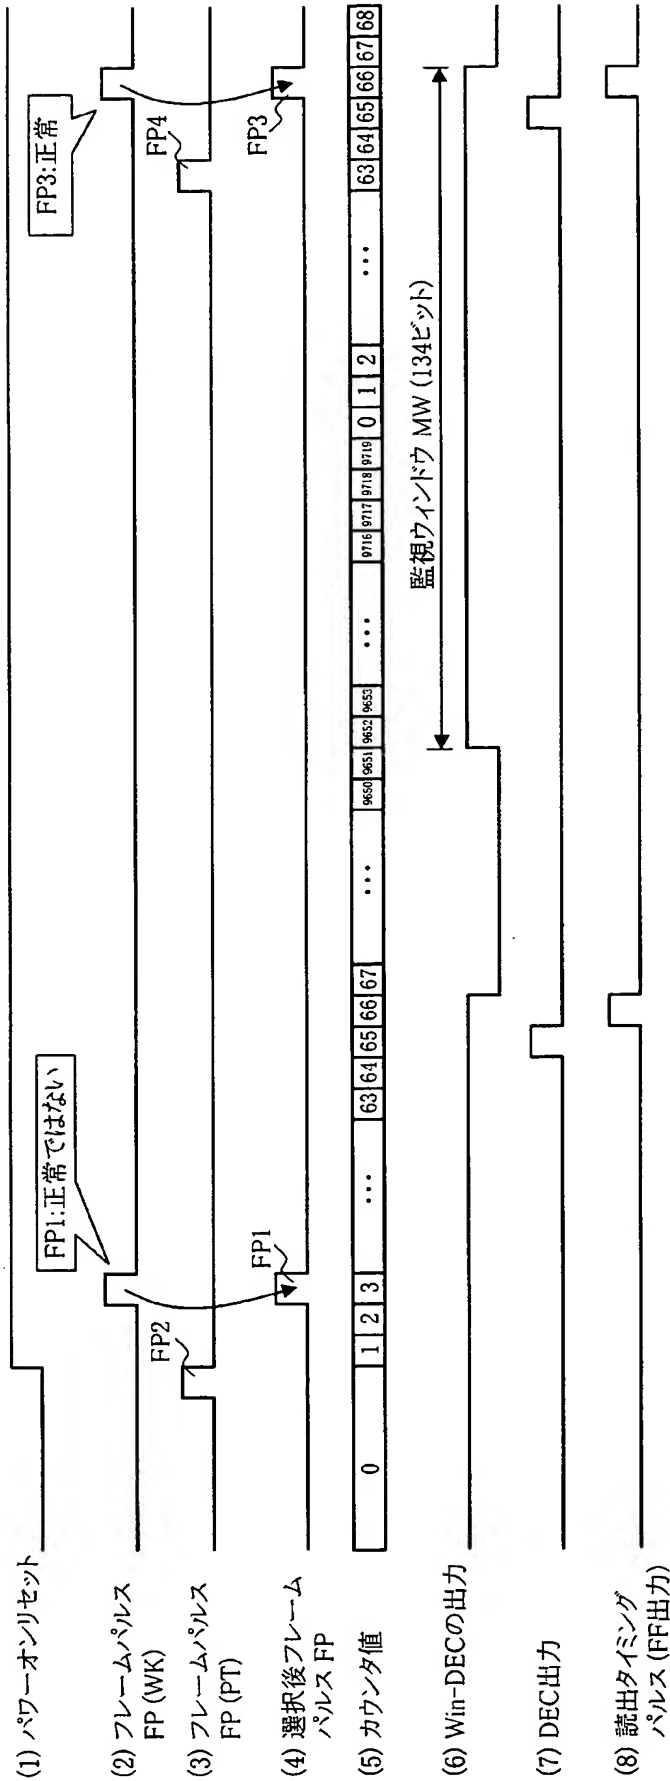 (1) パワーオンリセット
(2) フレームパルス
FP (WK)
FP1:正常ではない
FP3:正常
(3) フレームパルス
FP (PT)
FP2
FP4
(4) 選択後フレーム
パルス FP
FP1
FP3
(5) カウンタ値
0 1 2 3 ··· 63 64 65 66 67 ··· 9650 9651 9652 9653 ··· 9716 9717 9718 9719 0 1 2 ··· 63 64 65 66 67 68
監視ウィンドウ MW (134ビット)
(6) Win-DECの出力
(7) DEC出力
(8) 読出タイミング
パルス (FF出力)